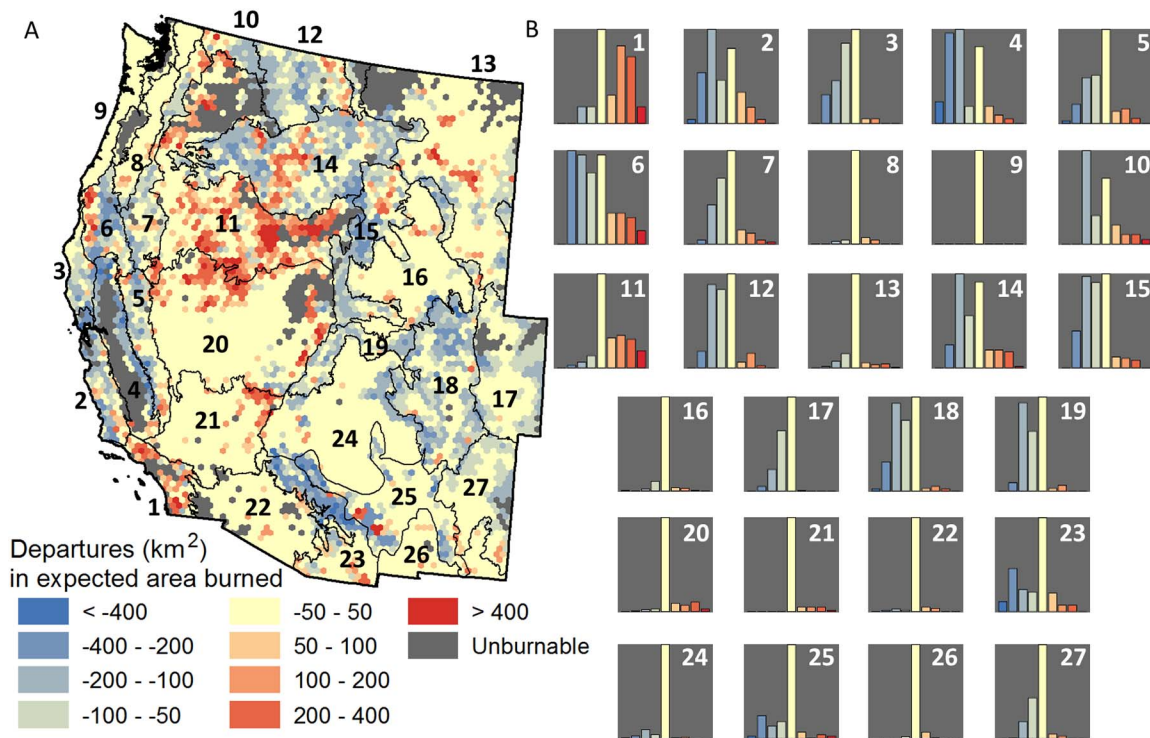 A
10
12
13
9
8
14
6
7
11
15
3
5
16
20
19
4
2
18
17
21
24
1
22
25
27
23
26
Departures (km²)
in expected area burned
< -400
-400 - -200
-200 - -100
-100 - -50
-50 - 50
50 - 100
100 - 200
200 - 400
> 400
Unburnable
B
1 2 3 4 5
6 7 8 9 10
11 12 13 14 15
16 17 18 19
20 21 22 23
24 25 26 27